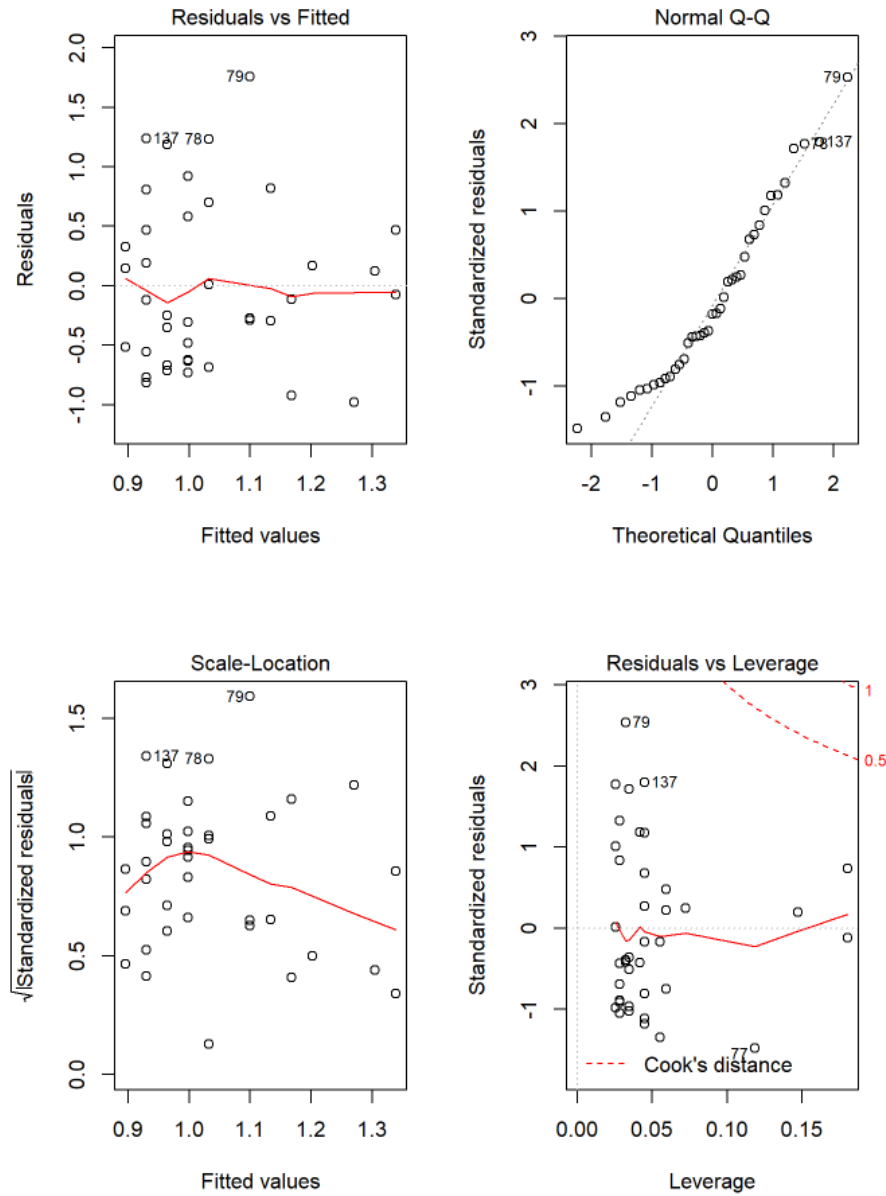 Residuals vs Fitted
Residuals
2.0
1.5
1.0
0.5
0.0
-0.5
-1.0
79
137 78
0.9 1.0 1.1 1.2 1.3
Fitted values
Normal Q-Q
Standardized residuals
3
2
1
0
-1
79
78 137
-2 -1 0 1 2
Theoretical Quantiles
Scale-Location
√|Standardized residuals|
1.5
1.0
0.5
0.0
79
137 78
0.9 1.0 1.1 1.2 1.3
Fitted values
Residuals vs Leverage
Standardized residuals
3
2
1
0
-1
79
137
77
1
0.5
Cook's distance
0.00 0.05 0.10 0.15
Leverage